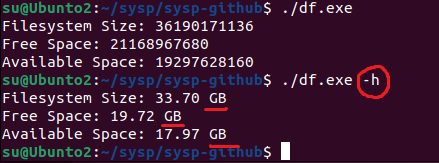 su@Ubunto2:~/sysp/sysp-github$ ./df.exe
Filesystem Size: 36190171136
Free Space: 21168967680
Available Space: 19297628160
su@Ubunto2:~/sysp/sysp-github$ ./df.exe -h
Filesystem Size: 33.70 GB
Free Space: 19.72 GB
Available Space: 17.97 GB
su@Ubunto2:~/sysp/sysp-github$